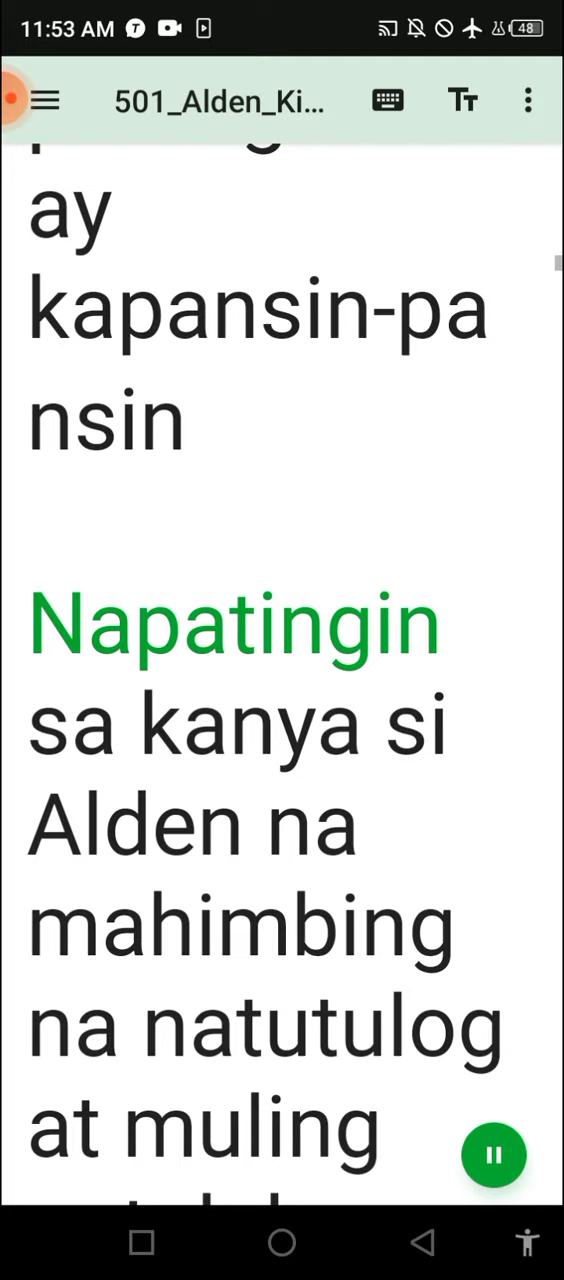 11:53 AM
48
501_Alden_Ki...
ay
kapansin-pa
nsin
Napatingin
sa kanya si
Alden na
mahimbing
na natutulog
at muling